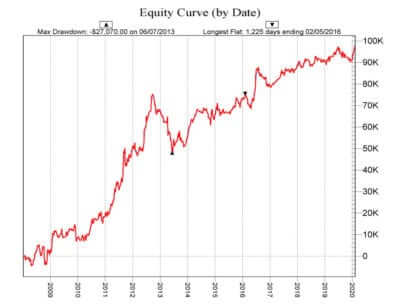 Equity Curve (by Date)
Max Drawdown: -$27,070.00 on 06/07/2013
Longest Flat: 1,225 days ending 02/05/2016
100K
90K
80K
70K
60K
50K
40K
30K
20K
10K
0
2009
2010
2011
2012
2013
2014
2015
2016
2017
2018
2019
2020